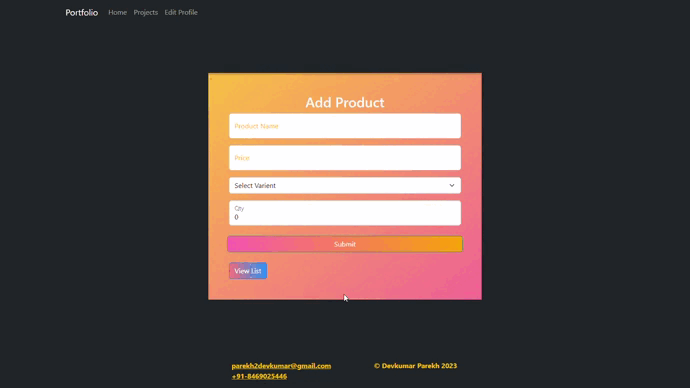 Portfolio Home Projects Edit Profile
Add Product
Product Name
Price
Select Varient
Qty
0
Submit
View List
parekh2devkumar@gmail.com © Devkumar Parekh 2023
+91-8469025446